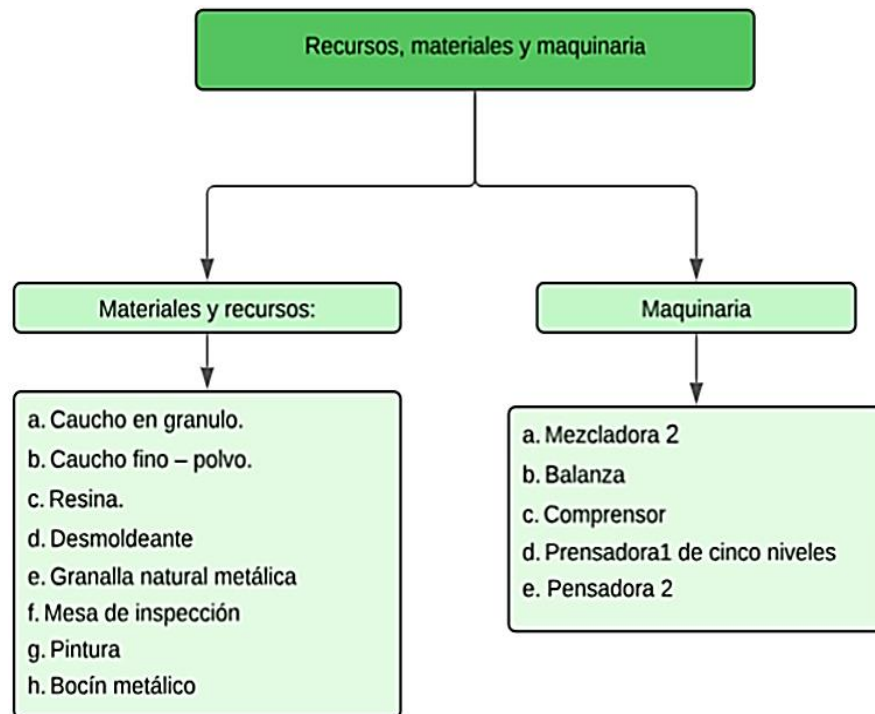 Recursos, materiales y maquinaria
Materiales y recursos:
a. Caucho en granulo.
b. Caucho fino – polvo.
c. Resina.
d. Desmoldeante
e. Granalla natural metálica
f. Mesa de inspección
g. Pintura
h. Bocín metálico
Maquinaria
a. Mezcladora 2
b. Balanza
c. Comprensor
d. Prensadora1 de cinco niveles
e. Pensadora 2